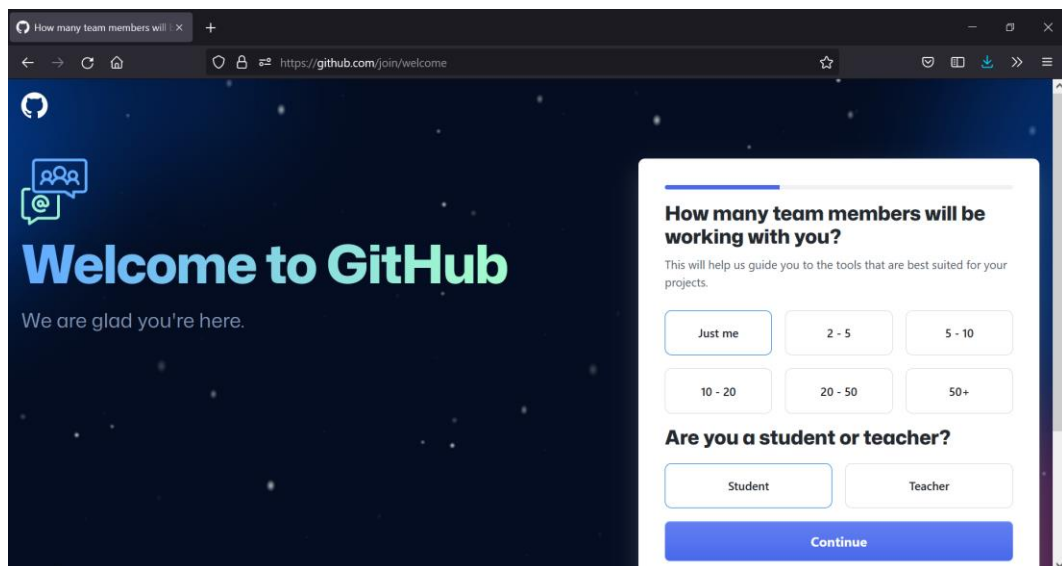 How many team members will
https://github.com/join/welcome
@
Welcome to GitHub
We are glad you're here.
How many team members will be
working with you?
This will help us guide you to the tools that are best suited for your
projects.
Just me
2 - 5
5 - 10
10 - 20
20 - 50
50+
Are you a student or teacher?
Student
Teacher
Continue